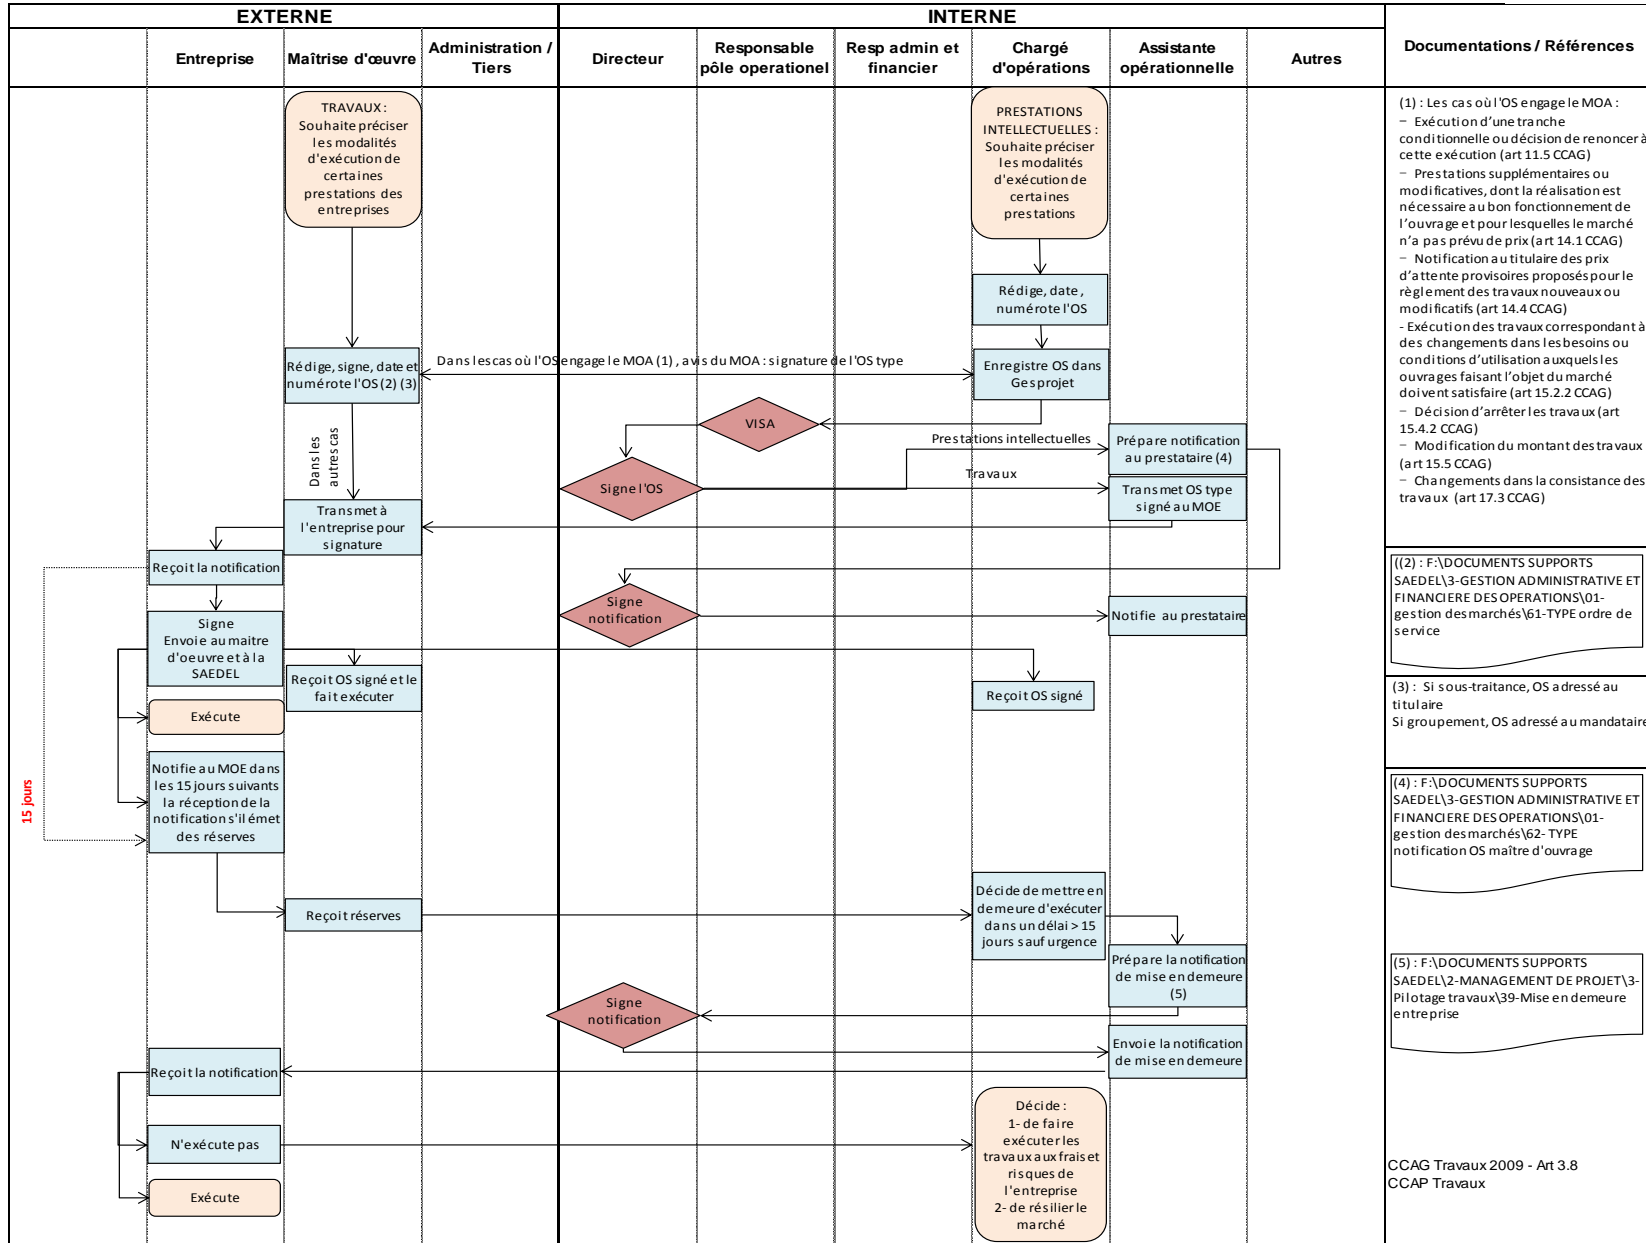 EXTERNE
INTERNE
Entreprise
Maîtrise d'œuvre
Administration /
Tiers
Directeur
Responsable
pôle operationel
Resp admin et
financier
Chargé
d'opérations
Assistante
opérationnelle
Autres
Documentations / Références
TRAVAUX :
Souhaite préciser
les modalités
d'exécution de
certaines
prestations des
entreprises
PRESTATIONS
INTELLECTUELLES :
Souhaite préciser
les modalités
d'exécution de
certaines
prestations
Rédige, date,
numérote l'OS
Rédige, signe, date et
numérote l'OS (2) (3)
Dans les cas où l'OS engage le MOA (1) , avis du MOA : signature de l'OS type
Enregistre OS dans
Gesprojet
VISA
Dans les
autres cas
Prestations intellectuelles
Prépare notification
au prestataire (4)
Signe l'OS
Travaux
Transmet OS type
signé au MOE
Transmet à
l'entreprise pour
signature
Reçoit la notification
Signe
notification
Notifie au prestataire
Signe
Envoie au maitre
d'oeuvre et à la
SAEDEL
Reçoit OS signé et le
fait exécuter
Reçoit OS signé
Exécute
15 jours
Notifie au MOE dans
les 15 jours suivants
la réception de la
notification s'il émet
des réserves
Reçoit réserves
Décide de mettre en
demeure d'exécuter
dans un délai > 15
jours sauf urgence
Prépare la notification
de mise en demeure
(5)
Signe
notification
Envoie la notification
de mise en demeure
Reçoit la notification
N'exécute pas
Exécute
Décide :
1- de faire
exécuter les
travaux aux frais et
risques de
l'entreprise
2- de résilier le
marché
(1) : Les cas où l'OS engage le MOA :
– Exécution d'une tranche
conditionnelle ou décision de renoncer à
cette exécution (art 11.5 CCAG)
– Prestations supplémentaires ou
modificatives, dont la réalisation est
nécessaire au bon fonctionnement de
l'ouvrage et pour lesquelles le marché
n'a pas prévu de prix (art 14.1 CCAG)
– Notification au titulaire des prix
d'attente provisoires proposés pour le
règlement des travaux nouveaux ou
modificatifs (art 14.4 CCAG)
- Exécution des travaux correspondant à
des changements dans les besoins ou
conditions d'utilisation auxquels les
ouvrages faisant l'objet du marché
doivent satisfaire (art 15.2.2 CCAG)
– Décision d'arrêter les travaux (art
15.4.2 CCAG)
– Modification du montant des travaux
(art 15.5 CCAG)
– Changements dans la consistance des
travaux (art 17.3 CCAG)
((2) : F:\DOCUMENTS SUPPORTS
SAEDEL\3-GESTION ADMINISTRATIVE ET
FINANCIERE DES OPERATIONS\01-
gestion des marchés\61-TYPE ordre de
service
(3) : Si sous-traitance, OS adressé au
titulaire
Si groupement, OS adressé au mandataire
(4) : F:\DOCUMENTS SUPPORTS
SAEDEL\3-GESTION ADMINISTRATIVE ET
FINANCIERE DES OPERATIONS\01-
gestion des marchés\62- TYPE
notification OS maître d'ouvrage
(5) : F:\DOCUMENTS SUPPORTS
SAEDEL\2-MANAGEMENT DE PROJET\3-
Pilotage travaux\39-Mise en demeure
entreprise
CCAG Travaux 2009 - Art 3.8
CCAP Travaux